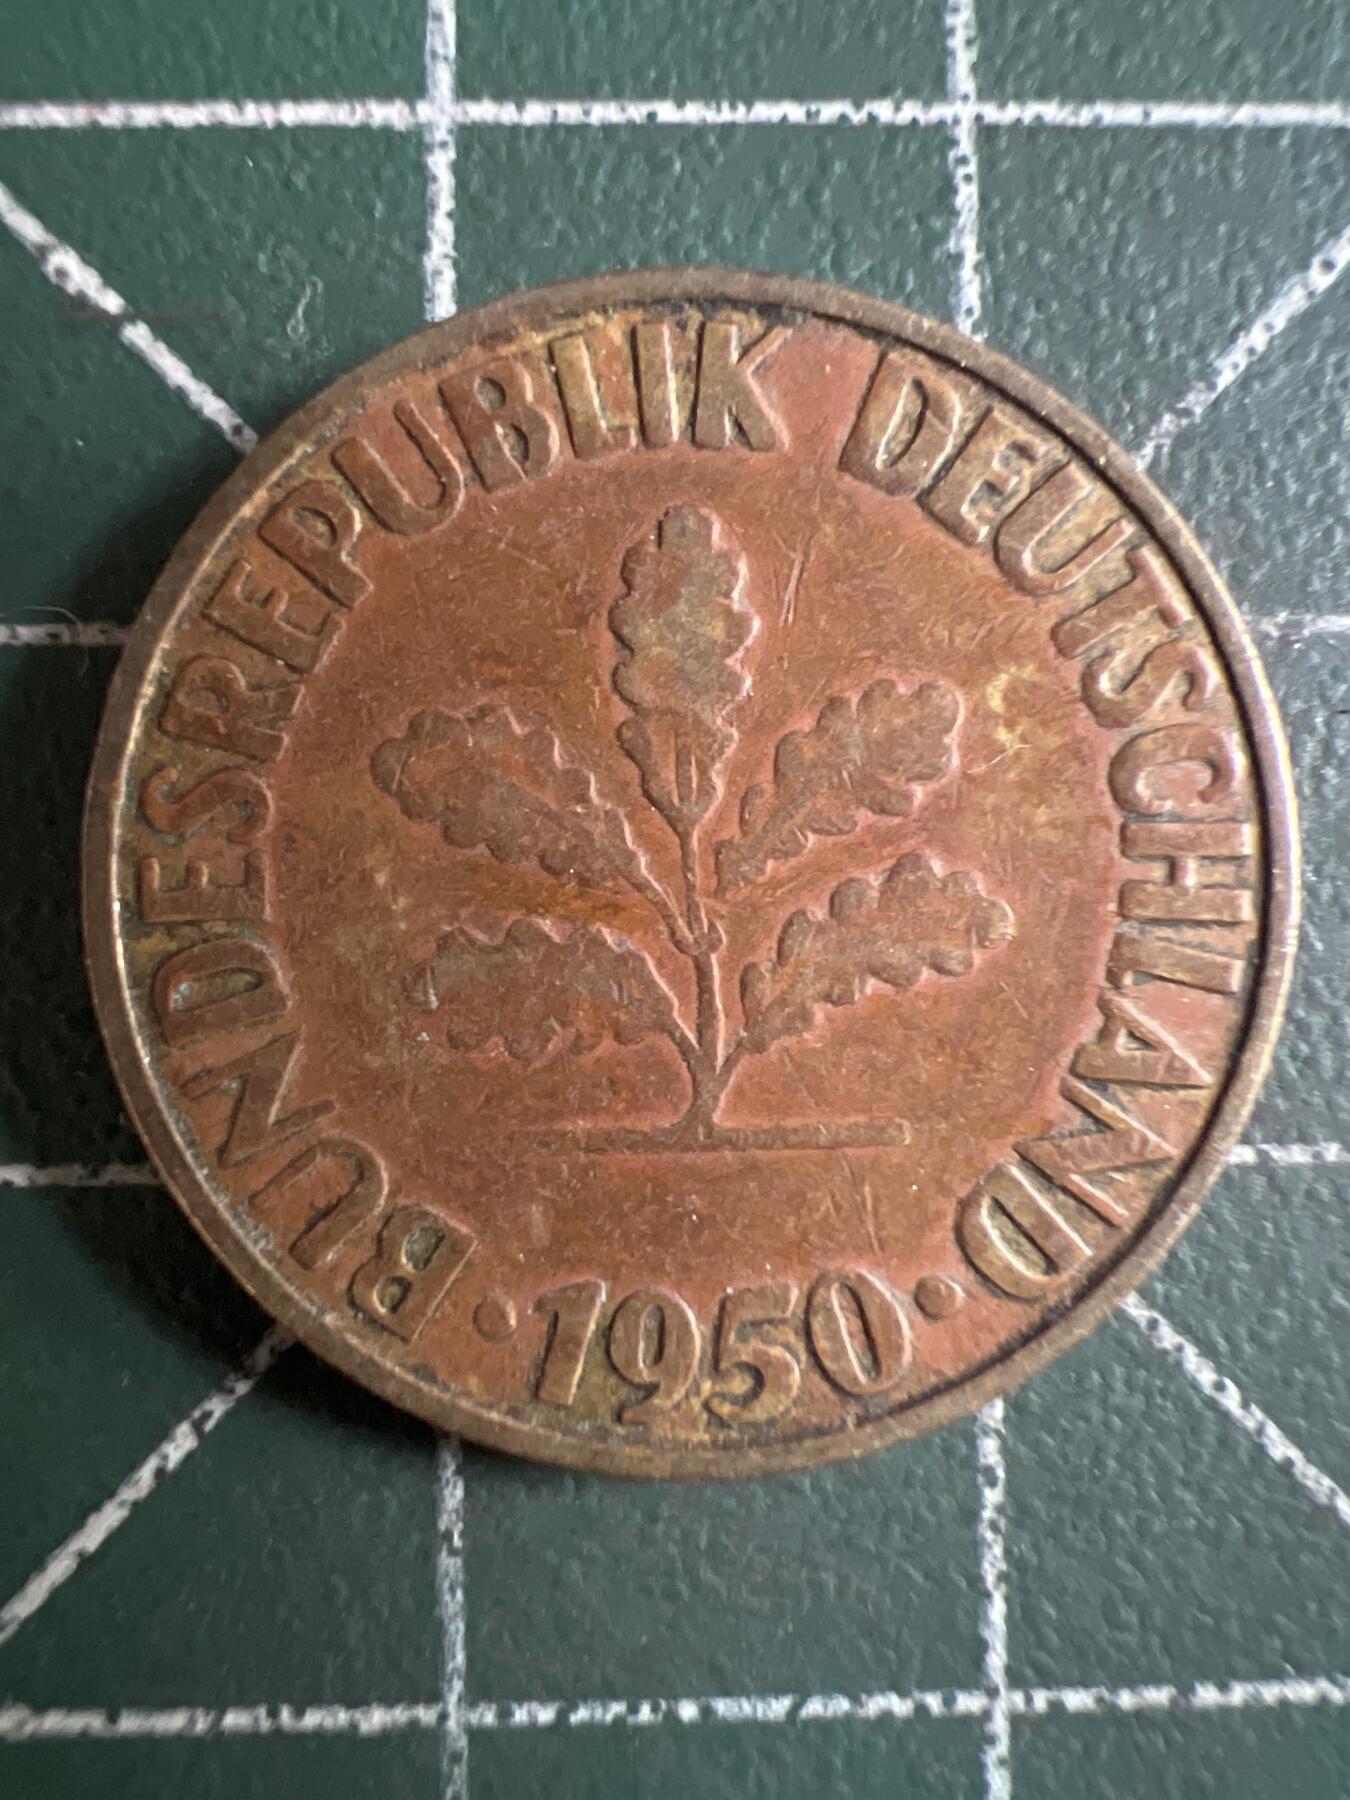 BUNDESREPUBLIK DEUTSCHLAND
· 1950 ·